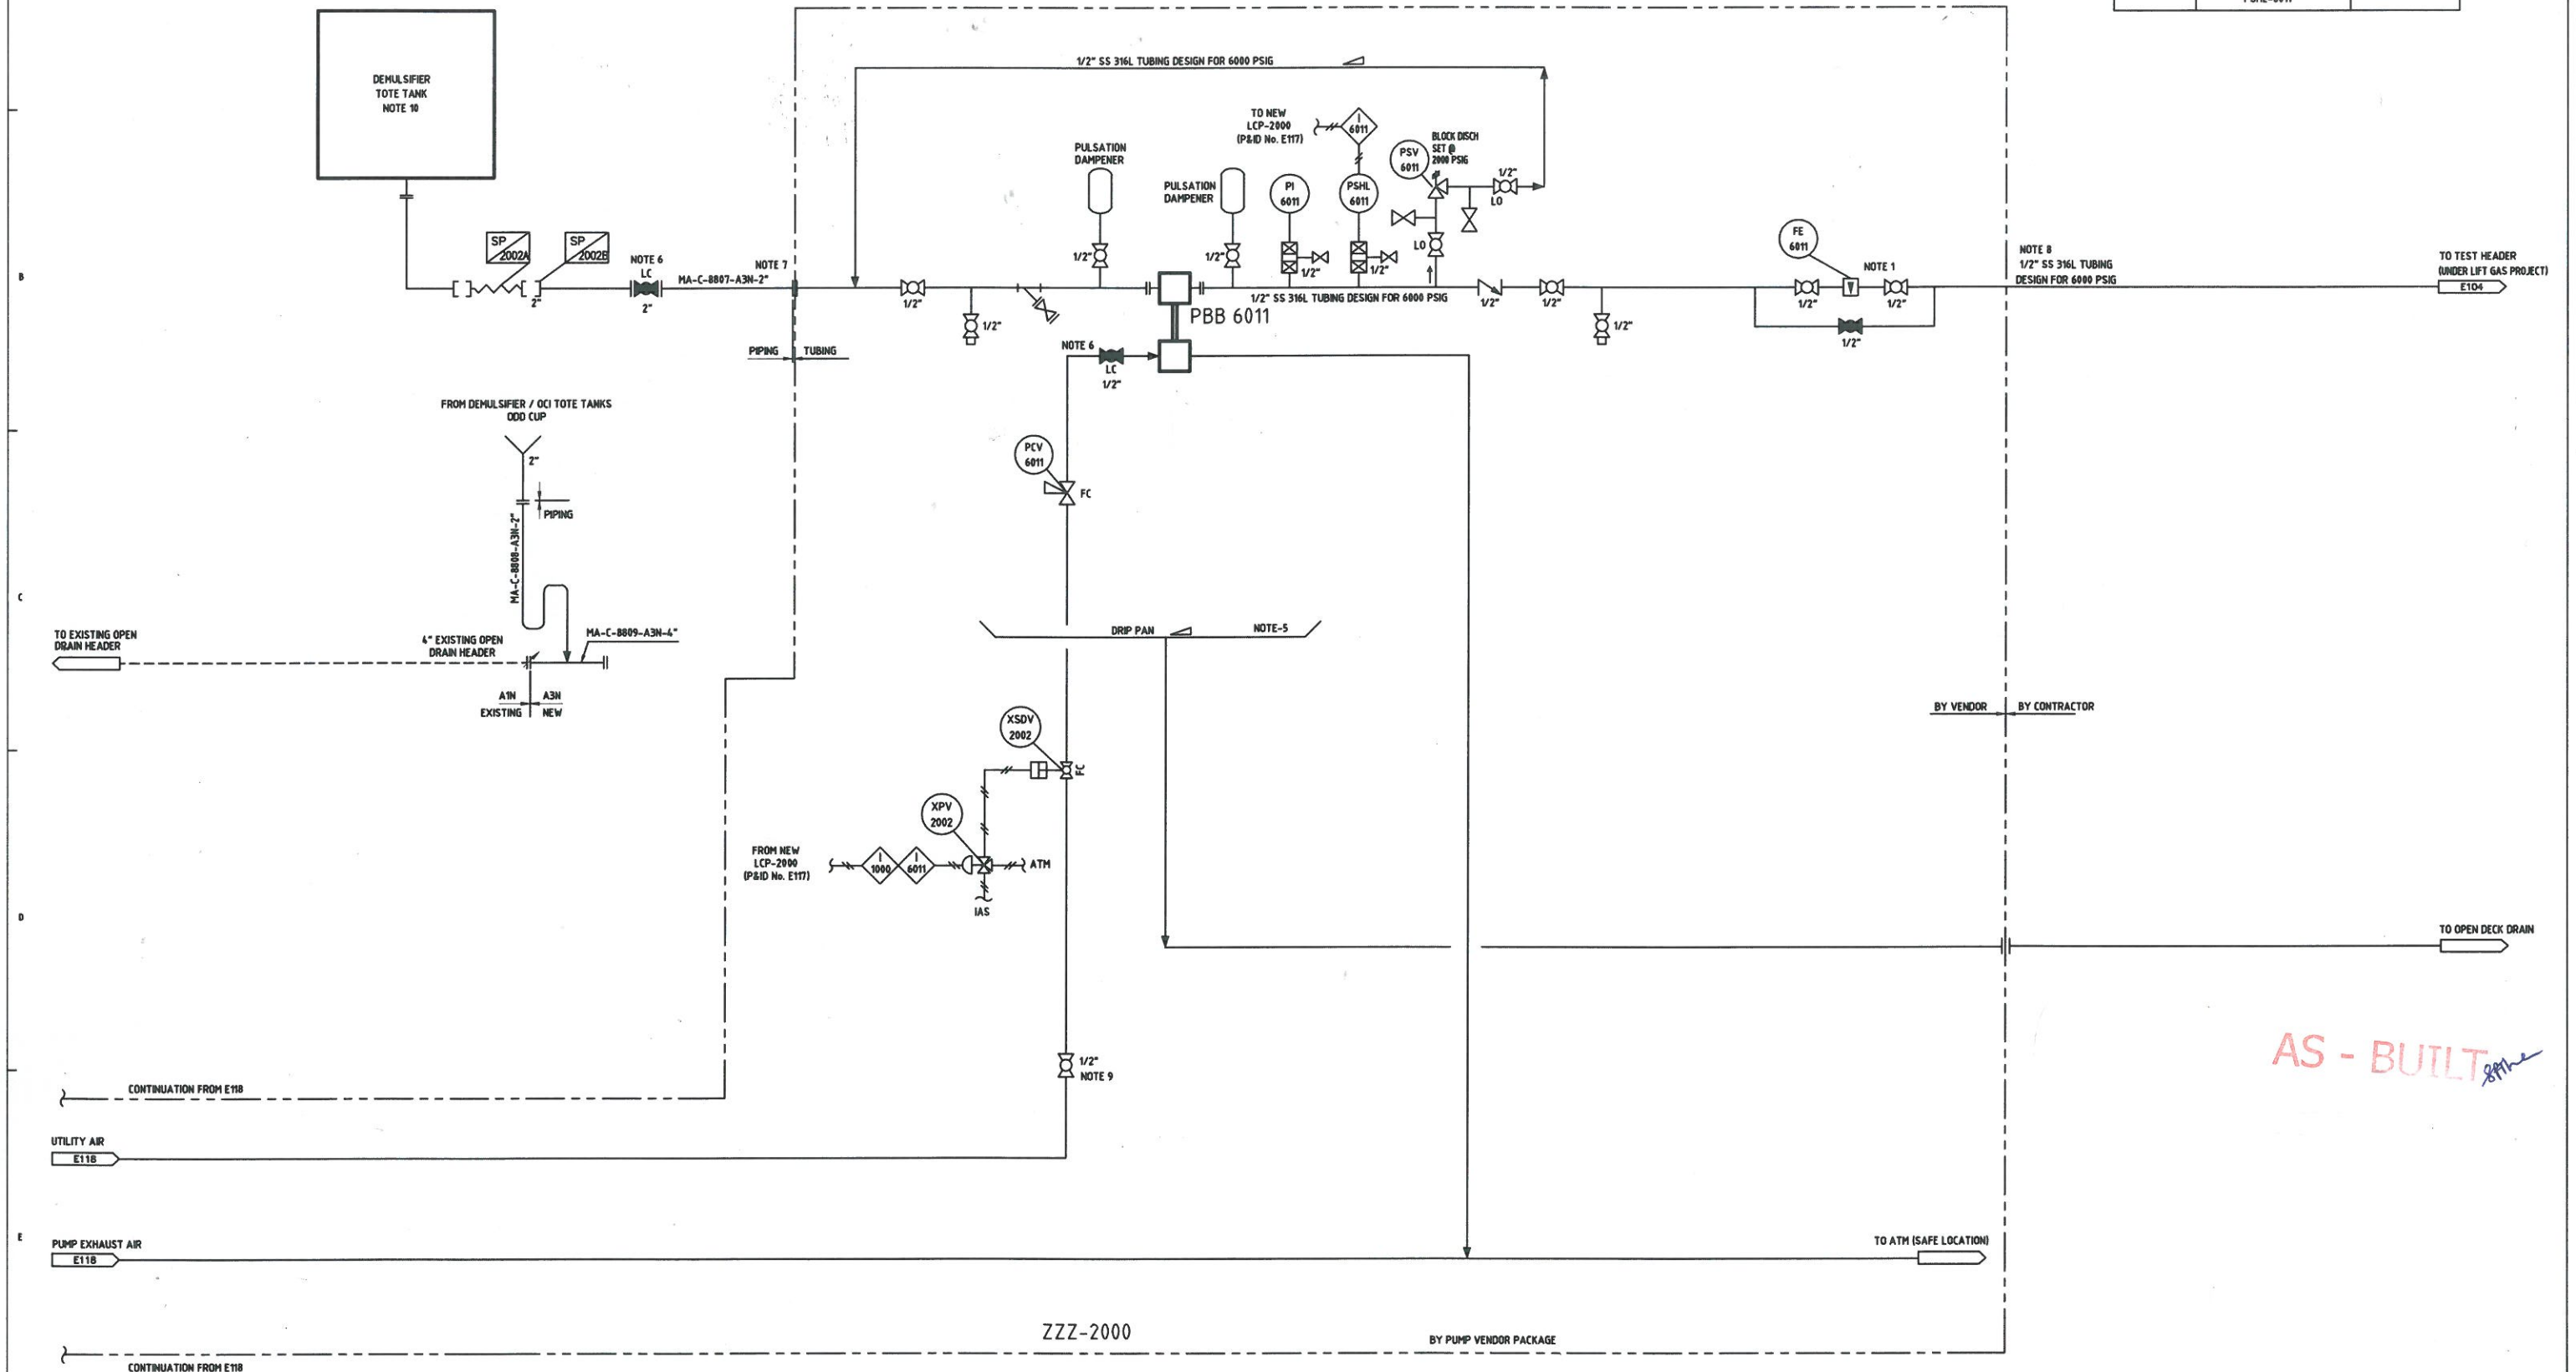 PSHL-6011
1/2" SS 316L TUBING DESIGN FOR 6000 PSIG
DEMULSIFIER
TOTE TANK
NOTE 10
TO NEW
LCP-2000
(P&ID No. E117)
I
6011
BLOCK DISCH
SET @
2000 PSIG
PSV
6011
PULSATION
DAMPENER
PULSATION
DAMPENER
PI
6011
PSHL
6011
1/2"
LO
SP
2002A
SP
2002B
FE
6011
NOTE 6
LC
NOTE 7
MA-C-8807-A3N-2"
1/2"
1/2"
1/2"
1/2"
LO
NOTE 1
NOTE 8
1/2" SS 316L TUBING
DESIGN FOR 6000 PSIG
TO TEST HEADER
(UNDER LIFT GAS PROJECT)
E104
B
2"
2"
1/2"
1/2" SS 316L TUBING DESIGN FOR 6000 PSIG
1/2"
1/2"
1/2"
1/2"
PBB 6011
1/2"
1/2"
1/2"
PIPING
TUBING
NOTE 6
LC
1/2"
FROM DEMULSIFIER / OCI TOTE TANKS
ODD CUP
2"
PIPING
MA-C-8808-A3N-2"
PCV
6011
FC
C
TO EXISTING OPEN
DRAIN HEADER
4" EXISTING OPEN
DRAIN HEADER
MA-C-8809-A3N-4"
A1N
A3N
EXISTING
NEW
DRIP PAN
NOTE-5
BY VENDOR
BY CONTRACTOR
XSDV
2002
FC
XPV
2002
FROM NEW
LCP-2000
(P&ID No. E117)
I
1000
I
6011
ATM
IAS
D
TO OPEN DECK DRAIN
AS - BUILT
1/2"
NOTE 9
CONTINUATION FROM E118
UTILITY AIR
E118
E
PUMP EXHAUST AIR
E118
TO ATM (SAFE LOCATION)
ZZZ-2000
BY PUMP VENDOR PACKAGE
CONTINUATION FROM E118